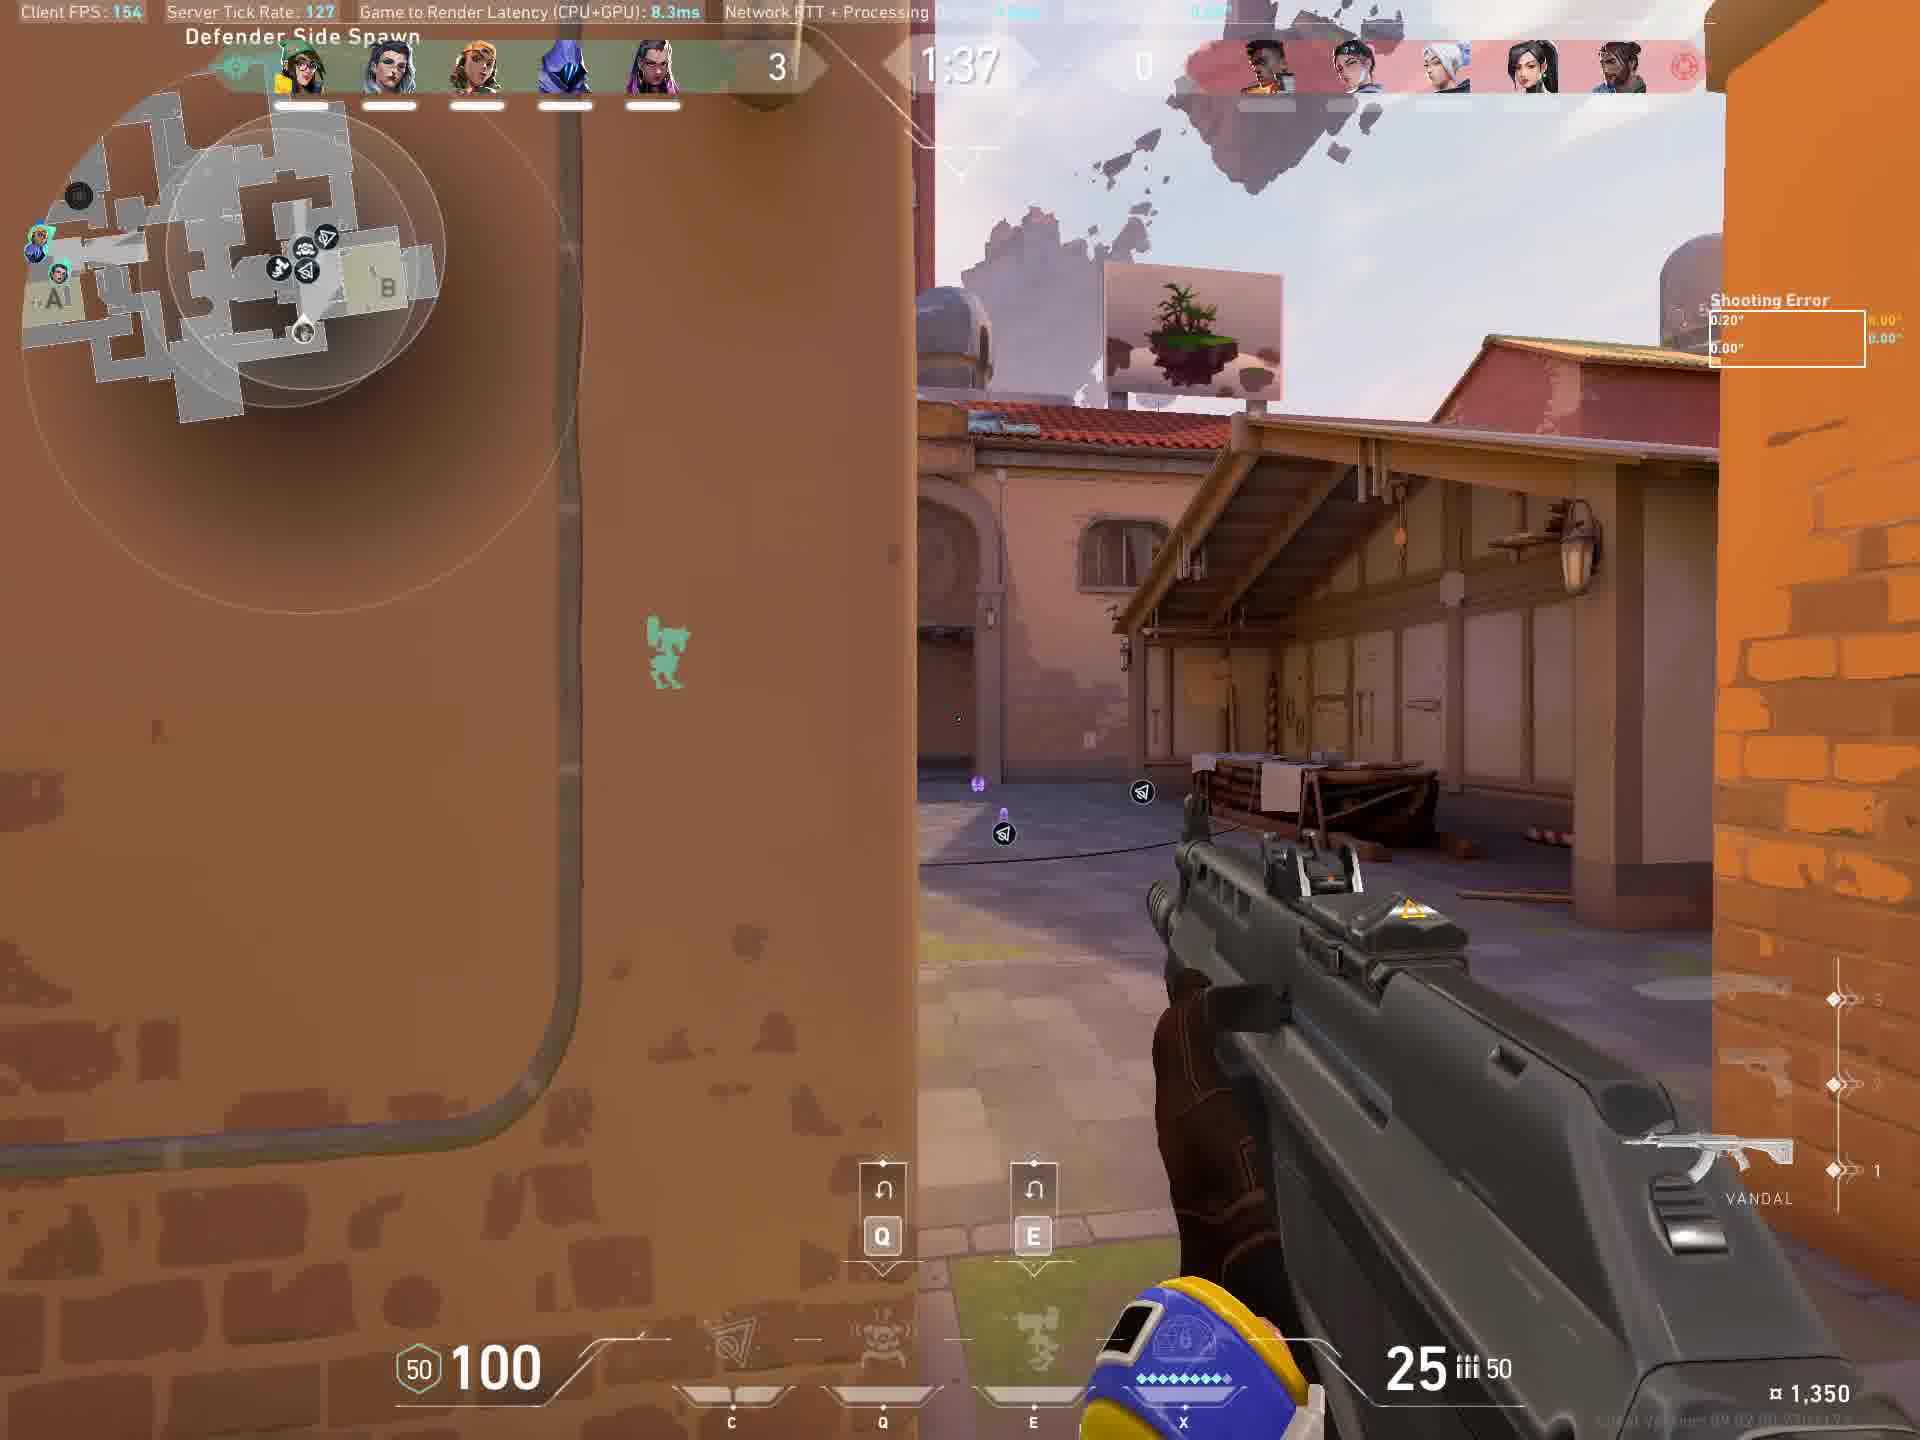 Client FPS: 154 Server Tick Rate: 127 Game to Render Latency (CPU+GPU): 8.3ms Network RTT + Processing
Defender Side Spawn
3 1:37 0
A
B
Shooting Error
0.20°
0.00°
0.00°
3
2
1
VANDAL
Q E
50 100
C Q E X
25 50
¤ 1,350